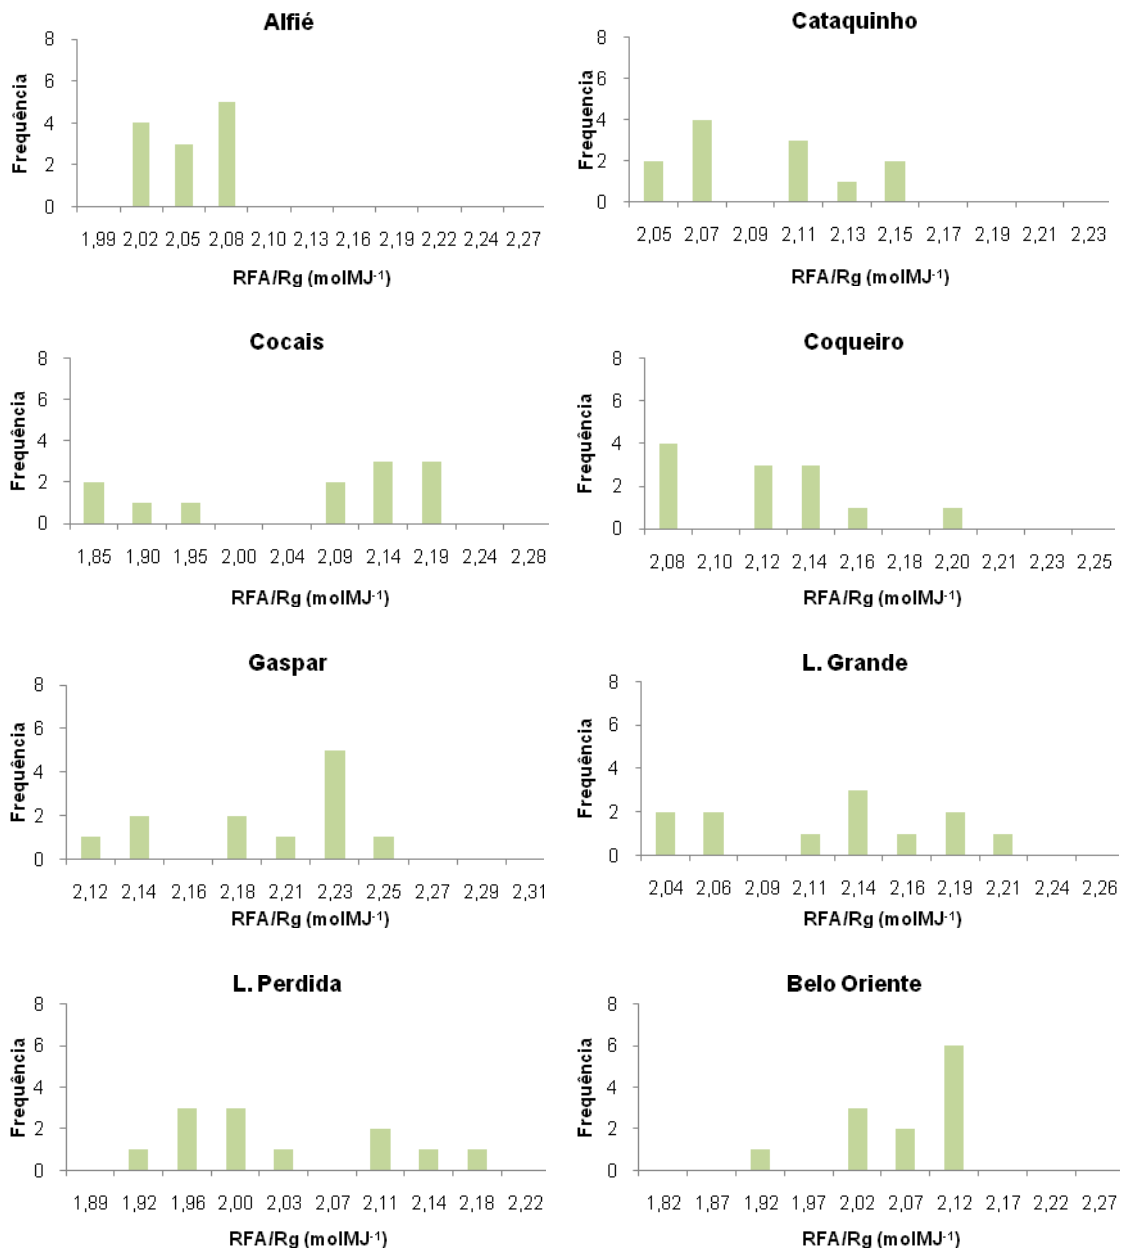 Alfié
Frequência
8
6
4
2
0
1,99 2,02 2,05 2,08 2,10 2,13 2,16 2,19 2,22 2,24 2,27
RFA/Rg (molMJ-1)
Cataquinho
Frequencia
8
6
4
2
0
2,05 2,07 2,09 2,11 2,13 2,15 2,17 2,19 2,21 2,23
RFA/Rg (molMJ-1)
Cocais
Frequência
8
6
4
2
0
1,85 1,90 1,95 2,00 2,04 2,09 2,14 2,19 2,24 2,28
RFA/Rg (molMJ-1)
Coqueiro
Frequência
8
6
4
2
0
2,08 2,10 2,12 2,14 2,16 2,18 2,20 2,21 2,23 2,25
RFA/Rg (molMJ-1)
Gaspar
Frequência
8
6
4
2
0
2,12 2,14 2,16 2,18 2,21 2,23 2,25 2,27 2,29 2,31
RFA/Rg (molMJ-1)
L. Grande
Frequência
8
6
4
2
0
2,04 2,06 2,09 2,11 2,14 2,16 2,19 2,21 2,24 2,26
RFA/Rg (molMJ-1)
L. Perdida
Frequência
8
6
4
2
0
1,89 1,92 1,96 2,00 2,03 2,07 2,11 2,14 2,18 2,22
RFA/Rg (molMJ-1)
Belo Oriente
Frequência
8
6
4
2
0
1,82 1,87 1,92 1,97 2,02 2,07 2,12 2,17 2,22 2,27
RFA/Rg (molMJ-1)